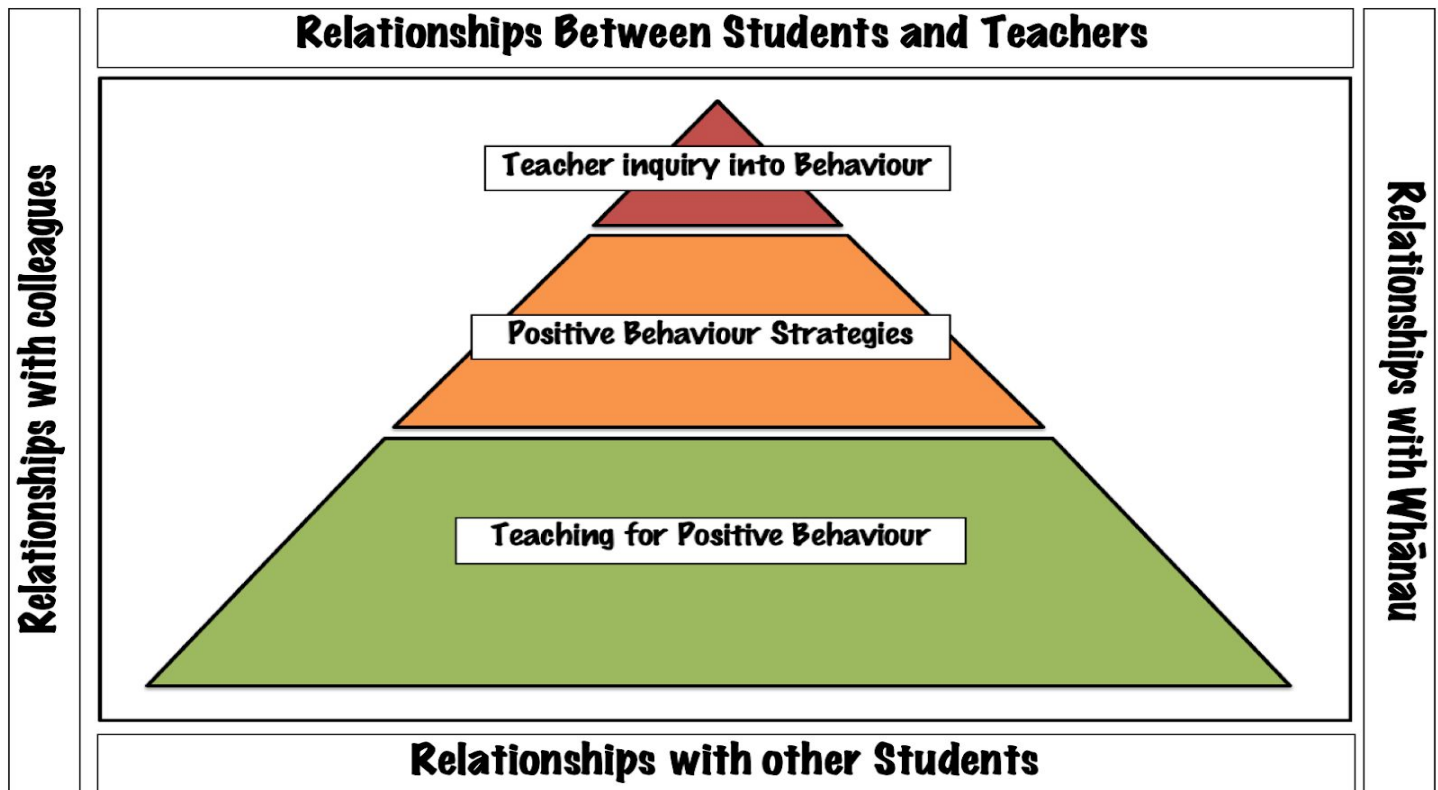 Relationships Between Students and Teachers
Relationships with colleagues
Teacher inquiry into Behaviour
Positive Behaviour Strategies
Teaching for Positive Behaviour
Relationships with Whānau
Relationships with other Students